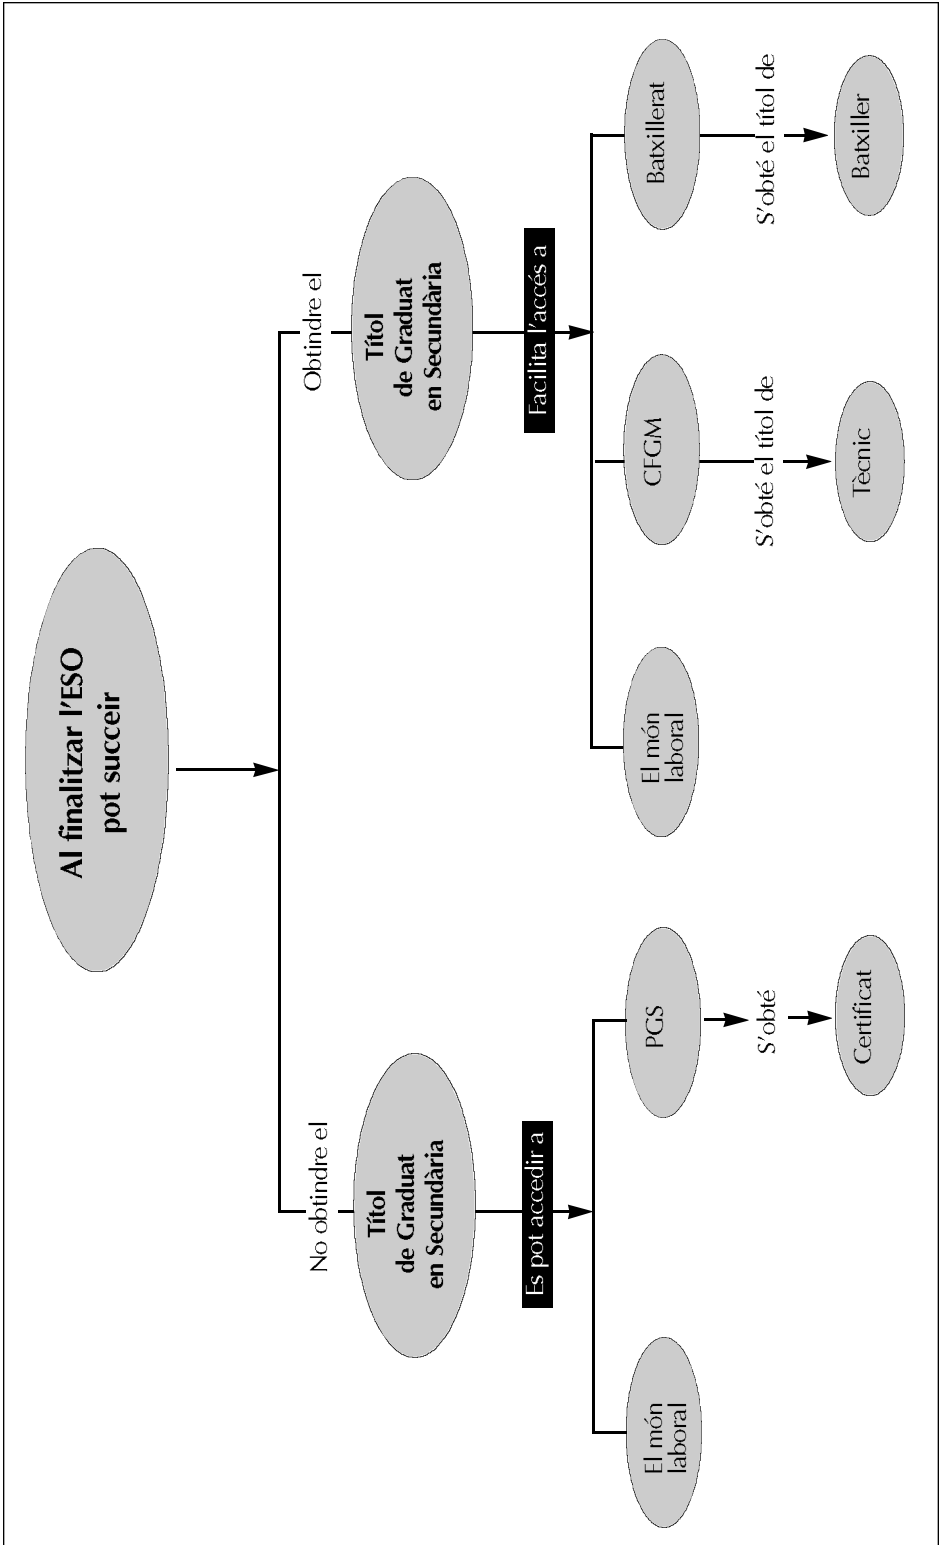 Al finalitzar l'ESO
pot succeir
No obtindre el
Obtindre el
Títol
de Graduat
en Secundària
Títol
de Graduat
en Secundària
Es pot accedir a
Facilita l'accés a
El món
laboral
PGS
El món
laboral
CFGM
Batxillerat
S'obté
S'obté el títol de
S'obté el títol de
Certificat
Tècnic
Batxiller